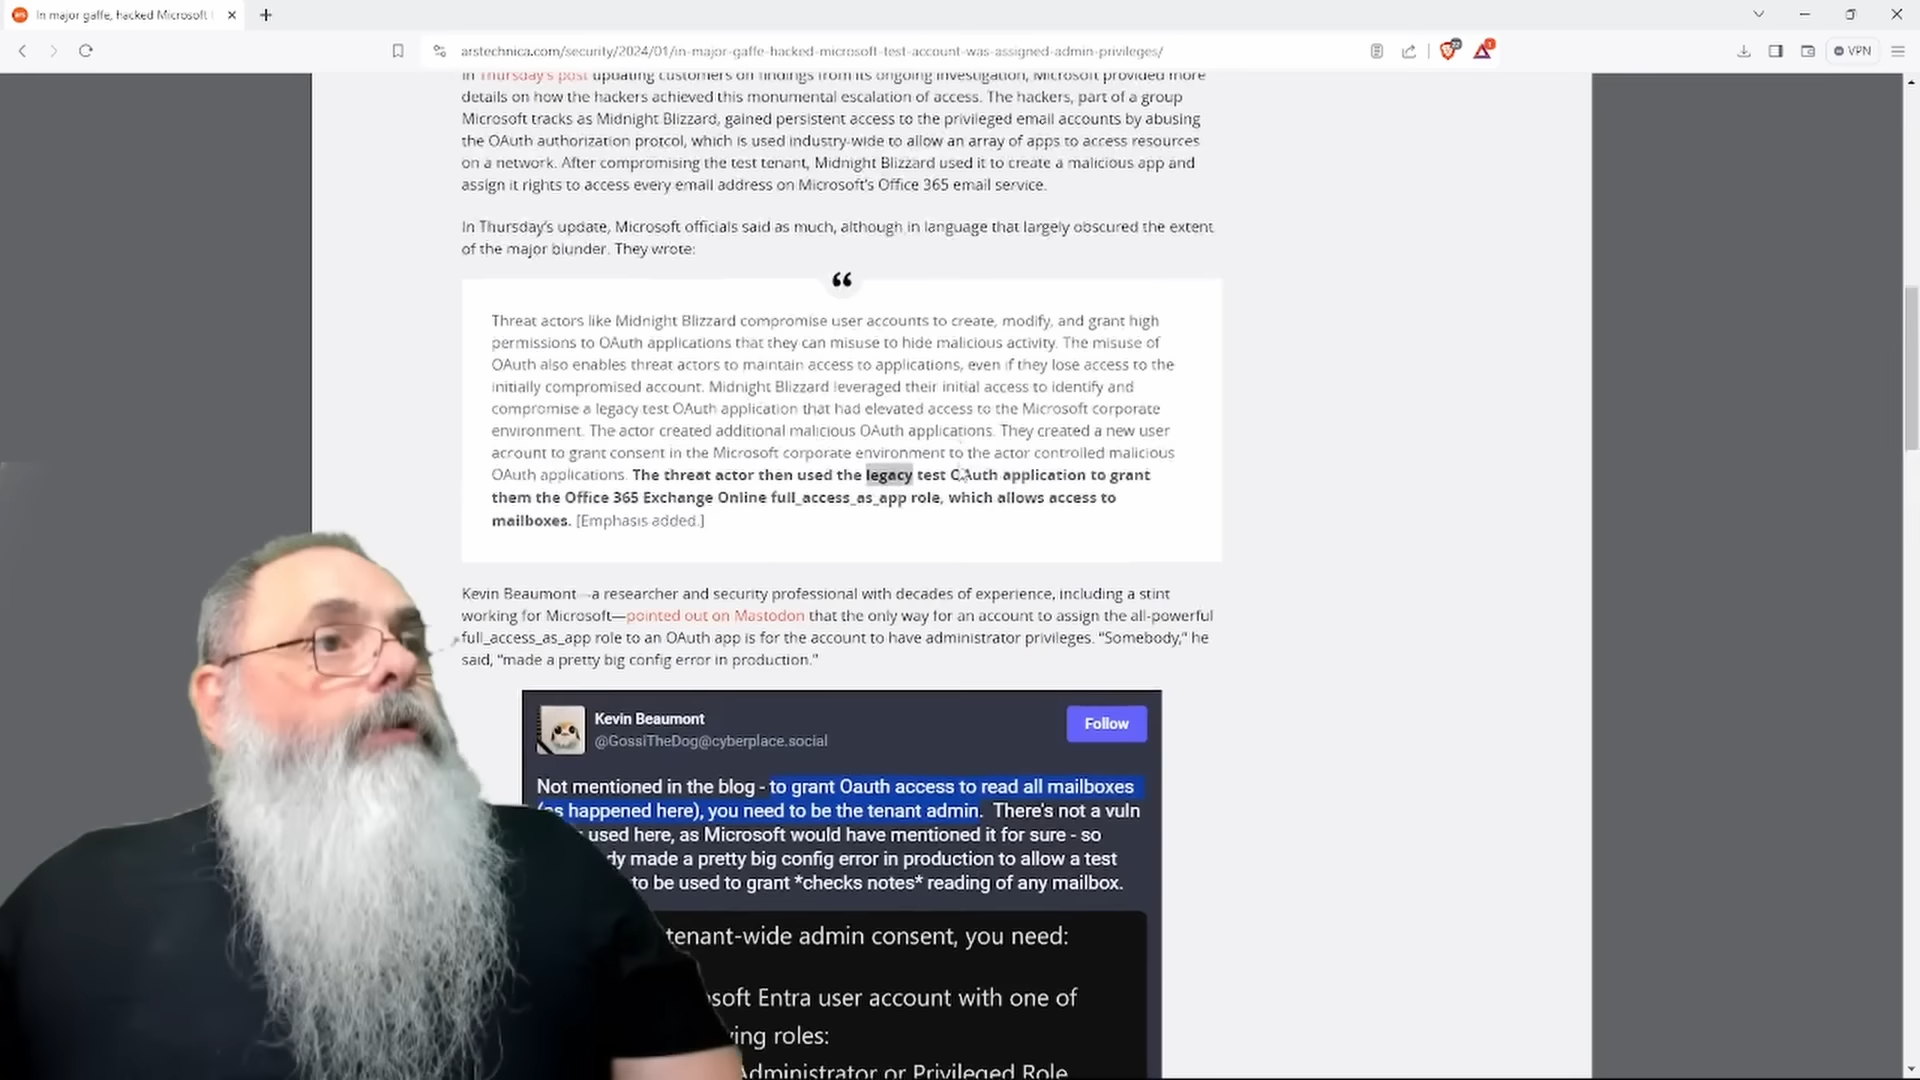 In major gaffe, hacked Microsoft
arstechnica.com/security/2024/01/in-major-gaffe-hacked-microsoft-test-account-was-assigned-admin-privileges/
VPN
In Thursday's post updating customers on findings from its ongoing investigation, Microsoft provided more
details on how the hackers achieved this monumental escalation of access. The hackers, part of a group
Microsoft tracks as Midnight Blizzard, gained persistent access to the privileged email accounts by abusing
the OAuth authorization protcol, which is used industry-wide to allow an array of apps to access resources
on a network. After compromising the test tenant, Midnight Blizzard used it to create a malicious app and
assign it rights to access every email address on Microsoft's Office 365 email service.
In Thursday's update, Microsoft officials said as much, although in language that largely obscured the extent
of the major blunder. They wrote:
“
Threat actors like Midnight Blizzard compromise user accounts to create, modify, and grant high
permissions to OAuth applications that they can misuse to hide malicious activity. The misuse of
OAuth also enables threat actors to maintain access to applications, even if they lose access to the
initially compromised account. Midnight Blizzard leveraged their initial access to identify and
compromise a legacy test OAuth application that had elevated access to the Microsoft corporate
environment. The actor created additional malicious OAuth applications. They created a new user
account to grant consent in the Microsoft corporate environment to the actor controlled malicious
OAuth applications. The threat actor then used the legacy test OAuth application to grant
them the Office 365 Exchange Online full_access_as_app role, which allows access to
mailboxes. [Emphasis added.]
Kevin Beaumont—a researcher and security professional with decades of experience, including a stint
working for Microsoft—pointed out on Mastodon that the only way for an account to assign the all-powerful
full_access_as_app role to an OAuth app is for the account to have administrator privileges. “Somebody,” he
said, “made a pretty big config error in production.”
Kevin Beaumont
@GossiTheDog@cyberplace.social
Follow
Not mentioned in the blog - to grant Oauth access to read all mailboxes
(as happened here), you need to be the tenant admin. There's not a vuln
used here, as Microsoft would have mentioned it for sure - so
dy made a pretty big config error in production to allow a test
to be used to grant *checks notes* reading of any mailbox.
tenant-wide admin consent, you need:
soft Entra user account with one of
ing roles:
Administrator or Privileged Role